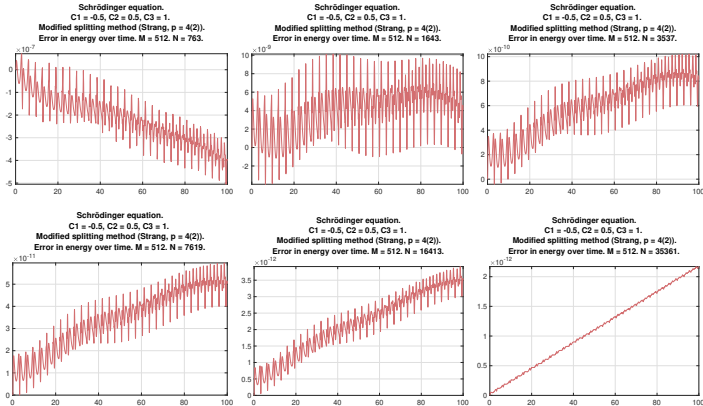 Schrödinger equation.
C1 = -0.5, C2 = 0.5, C3 = 1.
Modified splitting method (Strang, p = 4(2)).
Error in energy over time. M = 512. N = 763.
×10⁻⁷
0
-1
-2
-3
-4
-5
0 20 40 60 80 100
Schrödinger equation.
C1 = -0.5, C2 = 0.5, C3 = 1.
Modified splitting method (Strang, p = 4(2)).
Error in energy over time. M = 512. N = 1643.
×10⁻⁹
10
8
6
4
2
0
-2
0 20 40 60 80 100
Schrödinger equation.
C1 = -0.5, C2 = 0.5, C3 = 1.
Modified splitting method (Strang, p = 4(2)).
Error in energy over time. M = 512. N = 3537.
×10⁻¹⁰
10
8
6
4
2
0
0 20 40 60 80 100
Schrödinger equation.
C1 = -0.5, C2 = 0.5, C3 = 1.
Modified splitting method (Strang, p = 4(2)).
Error in energy over time. M = 512. N = 7619.
×10⁻¹¹
5
4
3
2
1
0
0 20 40 60 80 100
Schrödinger equation.
C1 = -0.5, C2 = 0.5, C3 = 1.
Modified splitting method (Strang, p = 4(2)).
Error in energy over time. M = 512. N = 16413.
×10⁻¹²
3.5
3
2.5
2
1.5
1
0.5
0
0 20 40 60 80 100
Schrödinger equation.
C1 = -0.5, C2 = 0.5, C3 = 1.
Modified splitting method (Strang, p = 4(2)).
Error in energy over time. M = 512. N = 35361.
×10⁻¹²
2
1.5
1
0.5
0
0 20 40 60 80 100